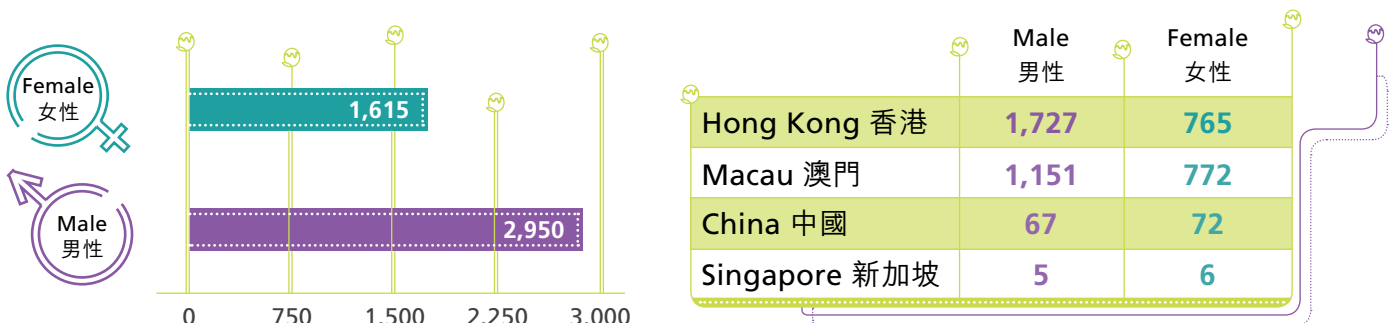 Female
女性
1,615
Male
男性
2,950
0 750 1,500 2,250 3,000
Male Female
男性 女性
Hong Kong 香港 1,727 765
Macau 澳門 1,151 772
China 中國 67 72
Singapore 新加坡 5 6